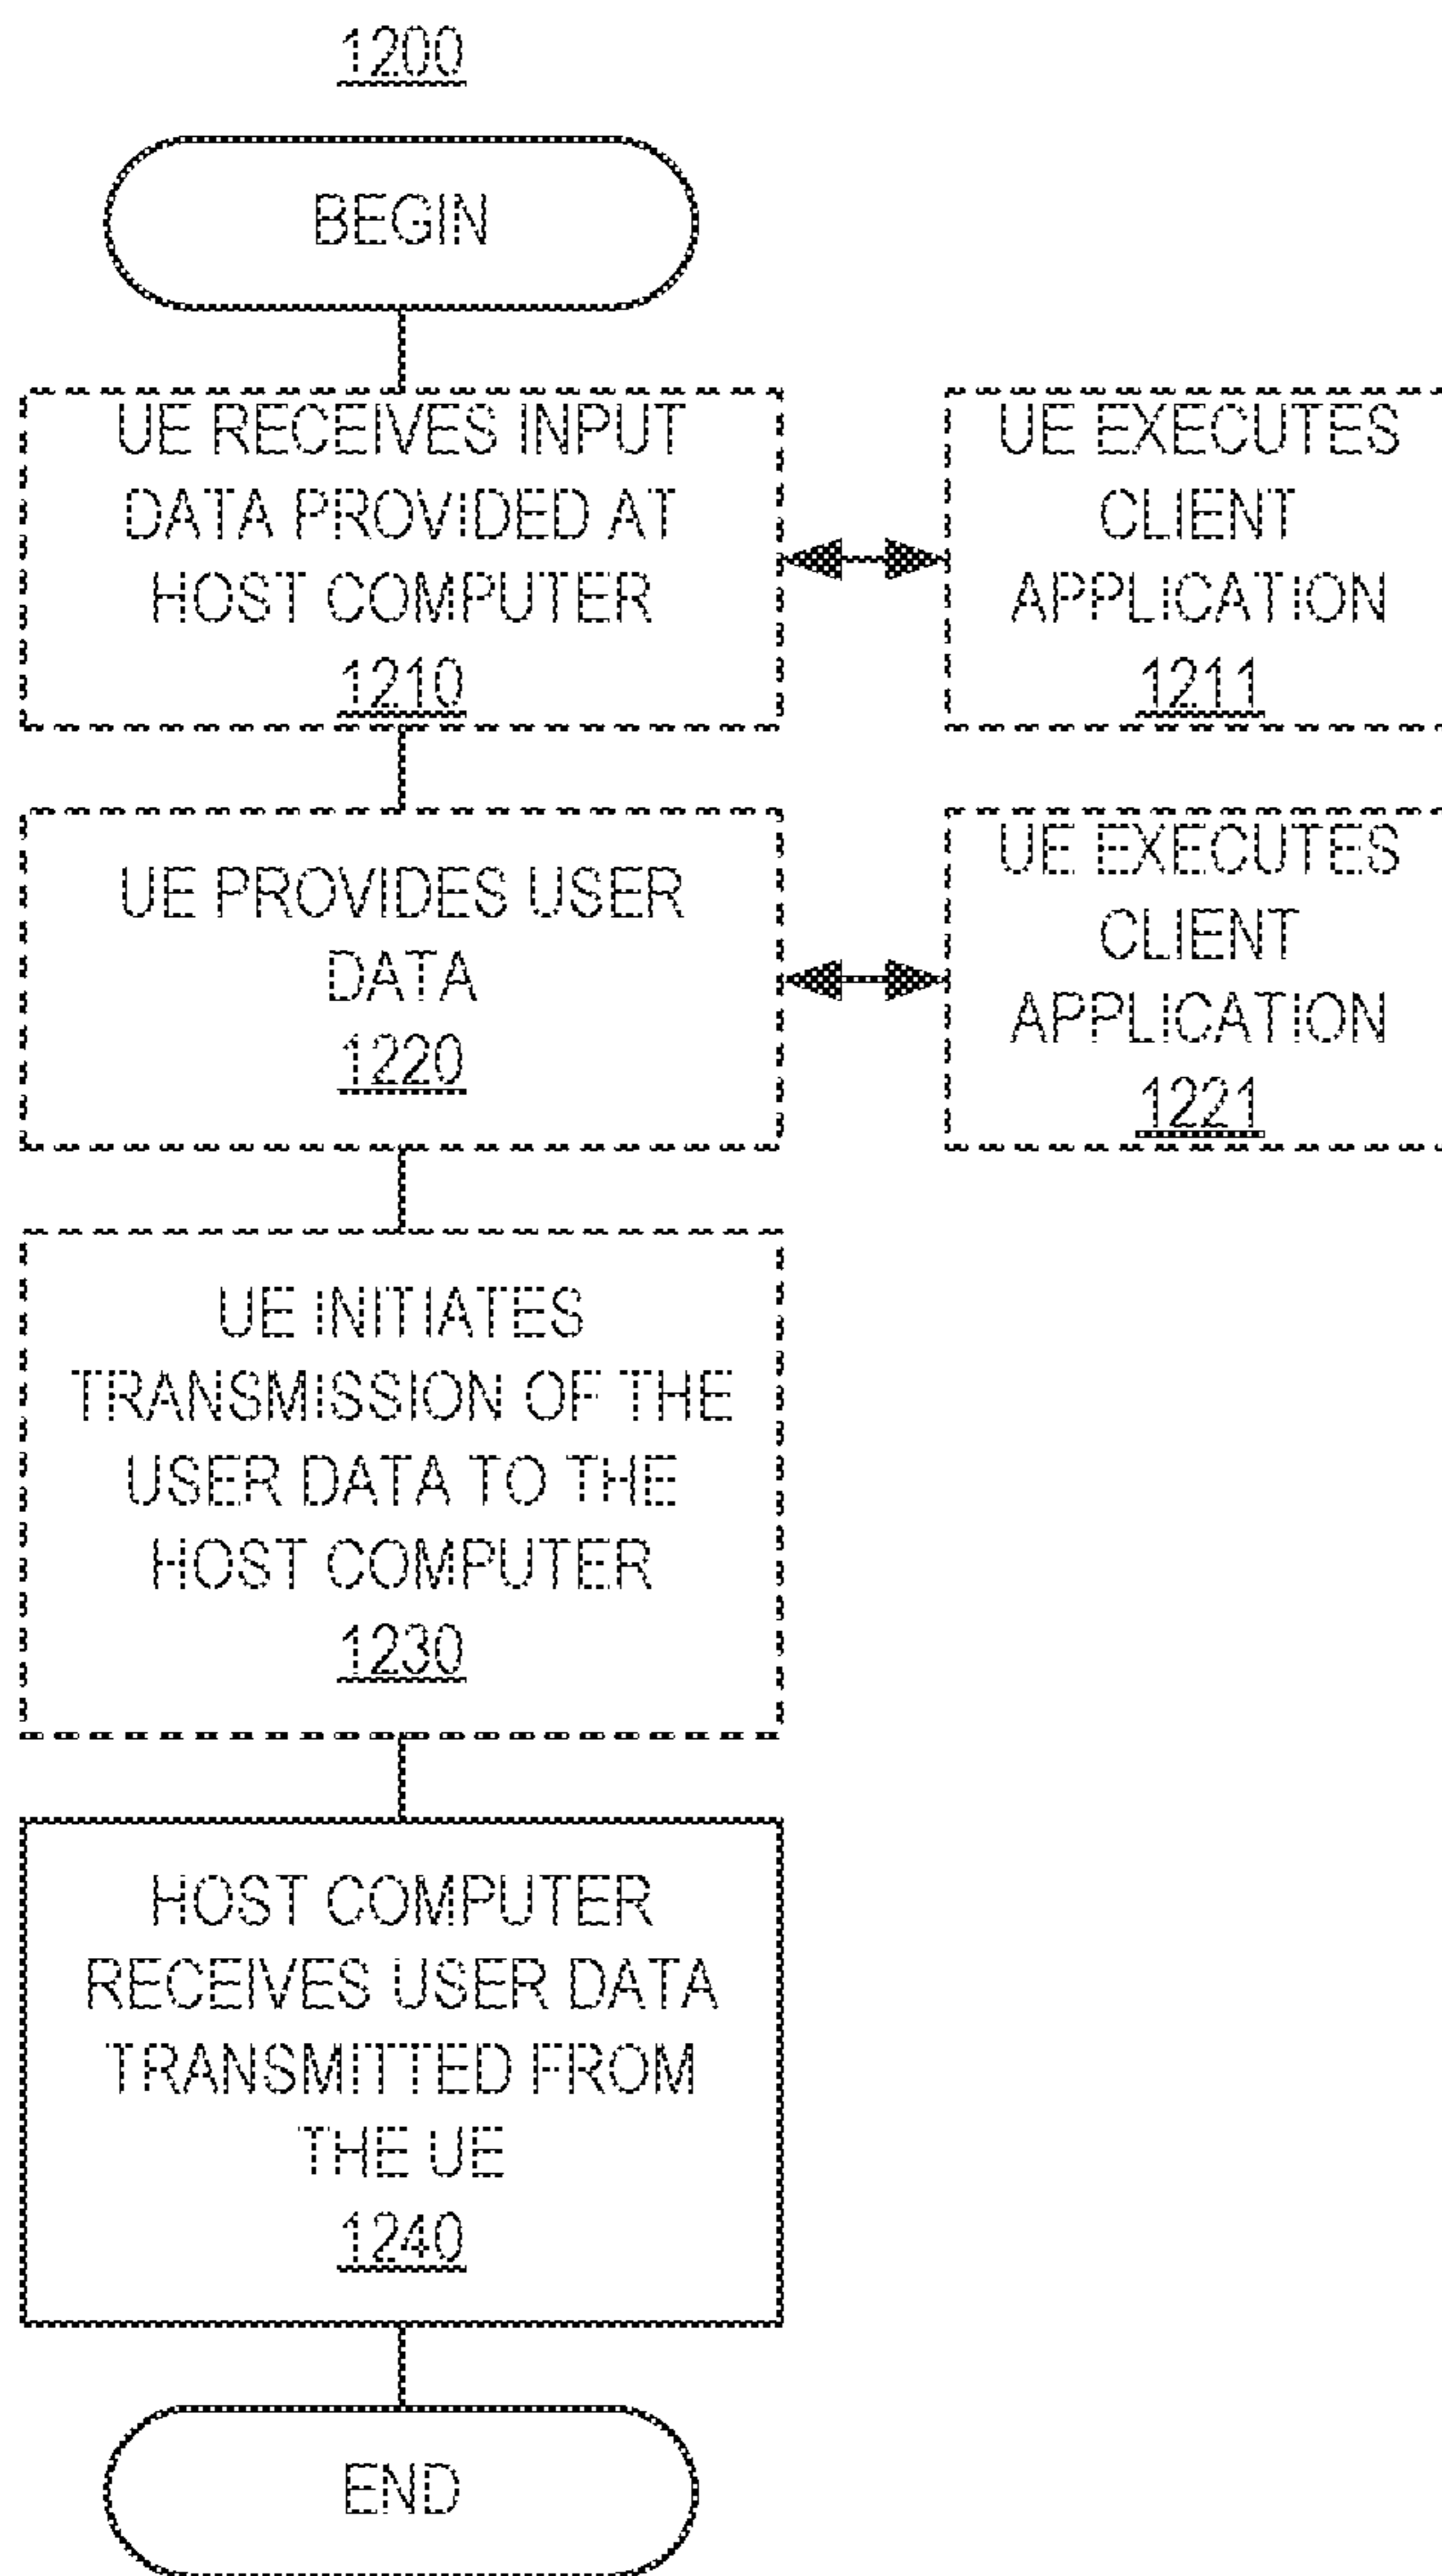 1200
BEGIN
UE RECEIVES INPUT
DATA PROVIDED AT
HOST COMPUTER
1210
UE EXECUTES
CLIENT
APPLICATION
1211
UE PROVIDES USER
DATA
1220
UE EXECUTES
CLIENT
APPLICATION
1221
UE INITIATES
TRANSMISSION OF THE
USER DATA TO THE
HOST COMPUTER
1230
HOST COMPUTER
RECEIVES USER DATA
TRANSMITTED FROM
THE UE
1240
END